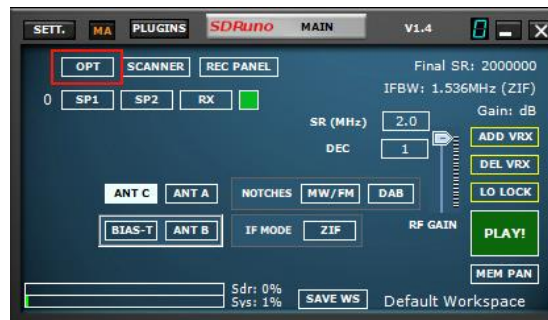 SETT. MA PLUGINS SDRuno MAIN V1.4 0
OPT SCANNER REC PANEL Final SR: 2000000
IFBW: 1.536MHz (ZIF)
0 SP1 SP2 RX Gain: dB
SR (MHz) 2.0 ADD VRX
DEC 1 DEL VRX
ANT C ANT A NOTCHES MW/FM DAB LO LOCK
BIAS-T ANT B IF MODE ZIF RF GAIN PLAY!
MEM PAN
Sdr: 0%
Sys: 1% SAVE WS Default Workspace